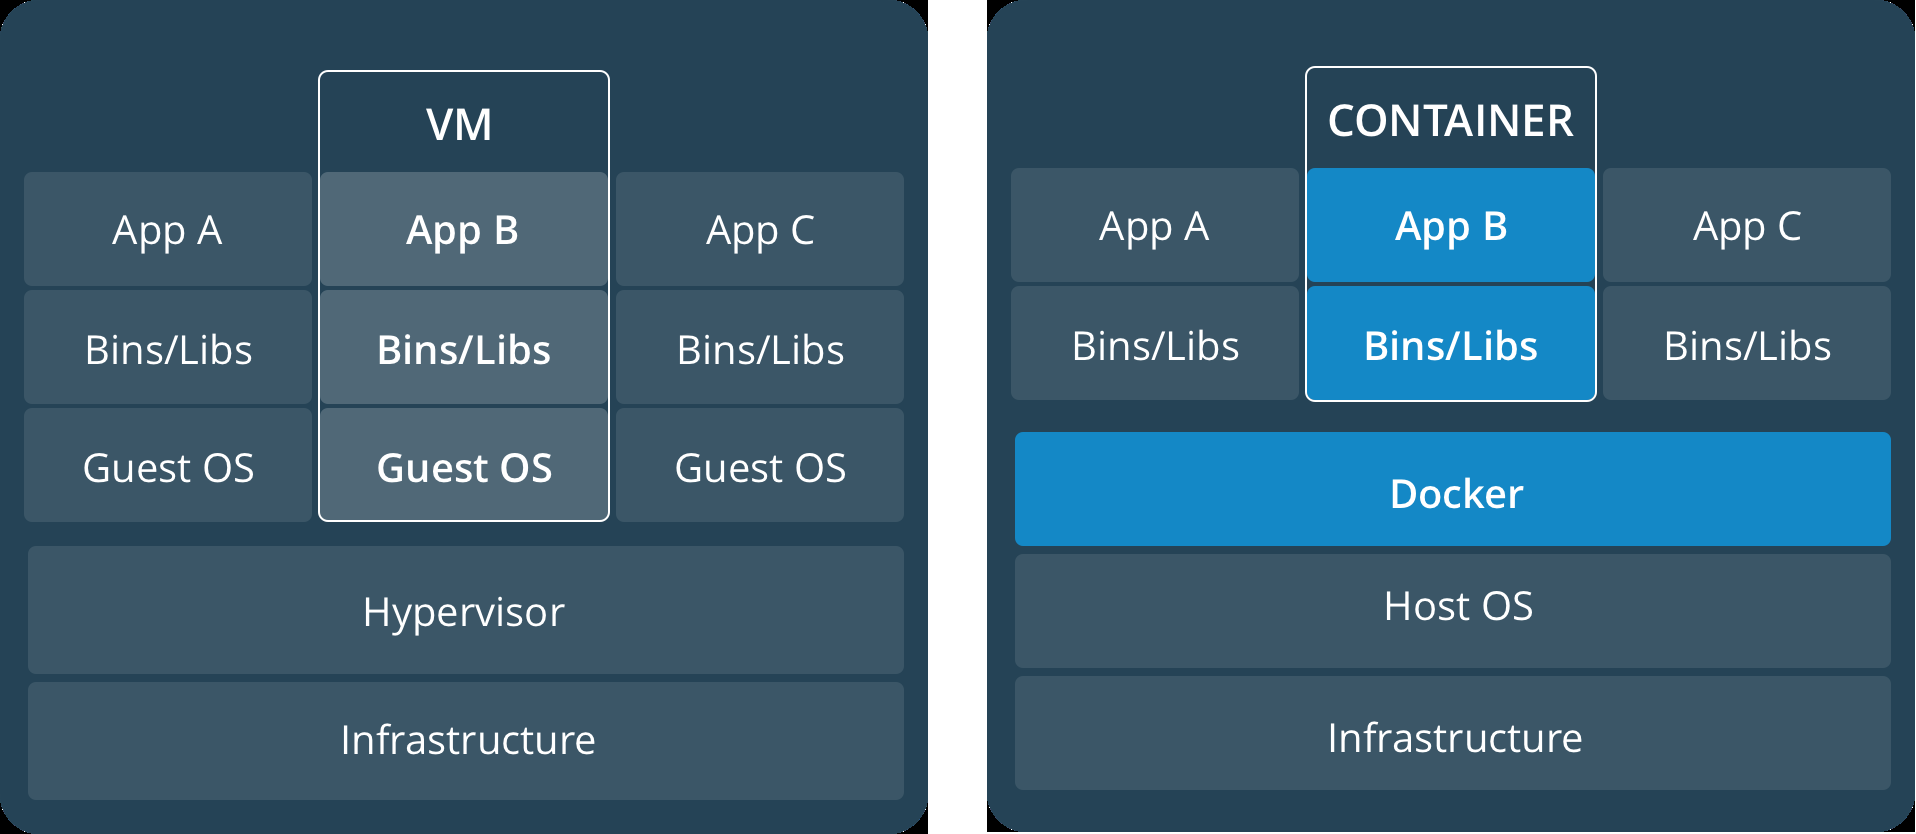 VM
App A App B App C
Bins/Libs Bins/Libs Bins/Libs
Guest OS Guest OS Guest OS
Hypervisor
Infrastructure
CONTAINER
App A App B App C
Bins/Libs Bins/Libs Bins/Libs
Docker
Host OS
Infrastructure